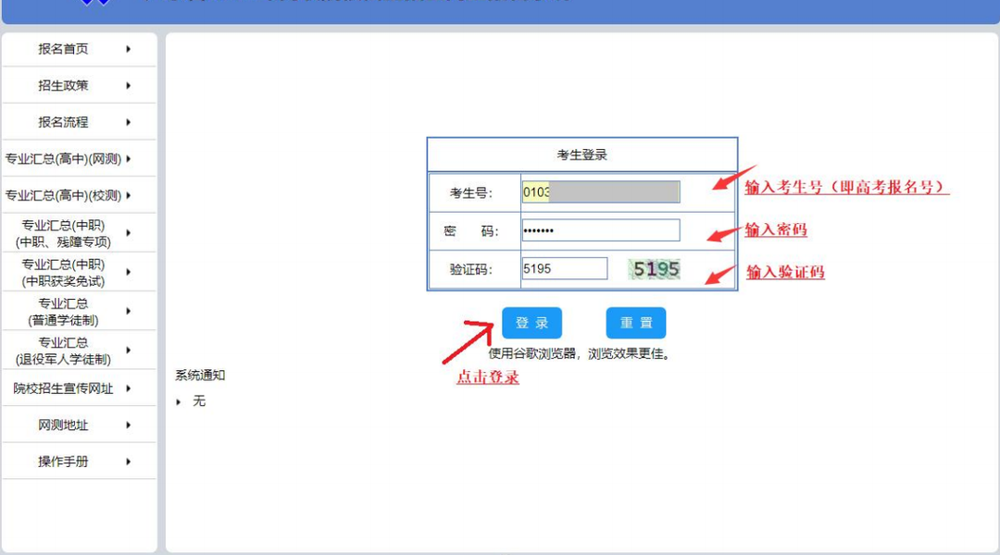 报名首页
招生政策
报名流程
专业汇总(高中)(网测)
专业汇总(高中)(校测)
专业汇总(中职)
(中职、残障专项)
专业汇总(中职)
(中职获奖免试)
专业汇总
(普通学徒制)
专业汇总
(退役军人学徒制)
院校招生宣传网址
网测地址
操作手册
考生登录
考生号:
0103
输入考生号（即高考报名号）
密 码:
•••••••
输入密码
验证码:
5195
5195
输入验证码
登 录
重 置
使用谷歌浏览器，浏览效果更佳。
点击登录
系统通知
无